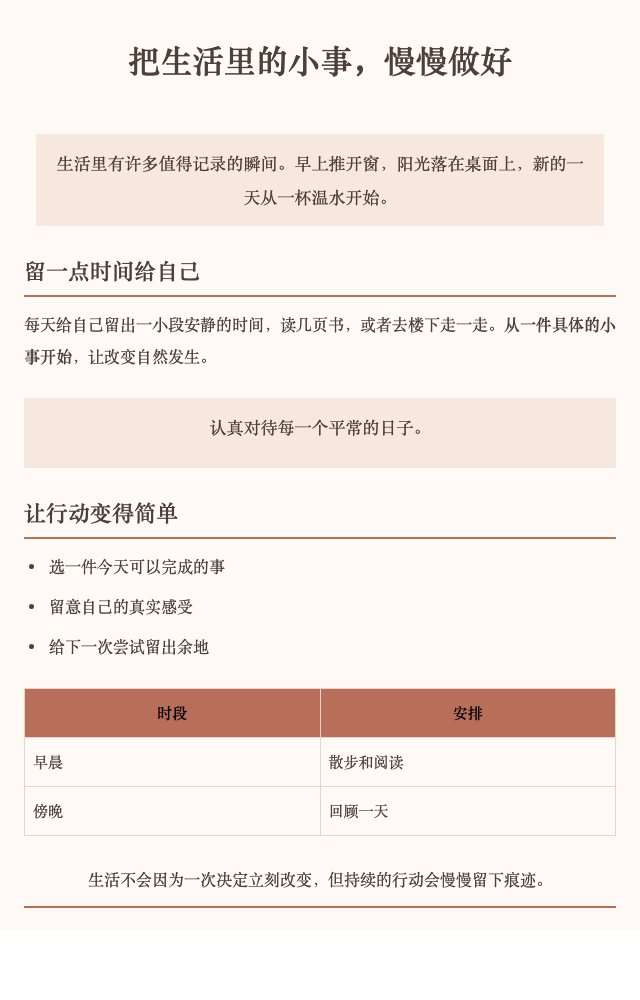 把生活里的小事，慢慢做好
生活里有许多值得记录的瞬间。早上推开窗，阳光落在桌面上，新的一
天从一杯温水开始。
留一点时间给自己
每天给自己留出一小段安静的时间，读几页书，或者去楼下走一走。从一件具体的小
事开始，让改变自然发生。
认真对待每一个平常的日子。
让行动变得简单
• 选一件今天可以完成的事
• 留意自己的真实感受
• 给下一次尝试留出余地
时段 安排
早晨 散步和阅读
傍晚 回顾一天
生活不会因为一次决定立刻改变，但持续的行动会慢慢留下痕迹。